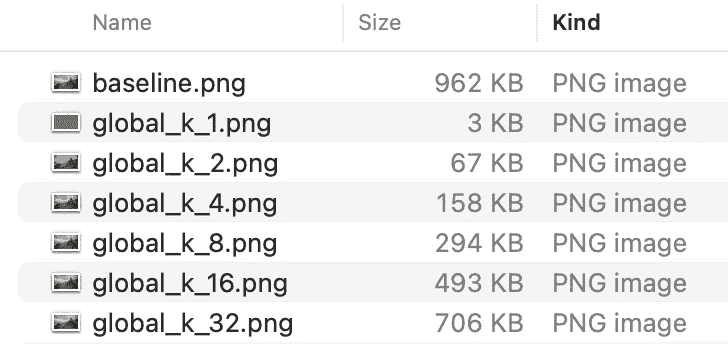 Name Size Kind
baseline.png 962 KB PNG image
global_k_1.png 3 KB PNG image
global_k_2.png 67 KB PNG image
global_k_4.png 158 KB PNG image
global_k_8.png 294 KB PNG image
global_k_16.png 493 KB PNG image
global_k_32.png 706 KB PNG image